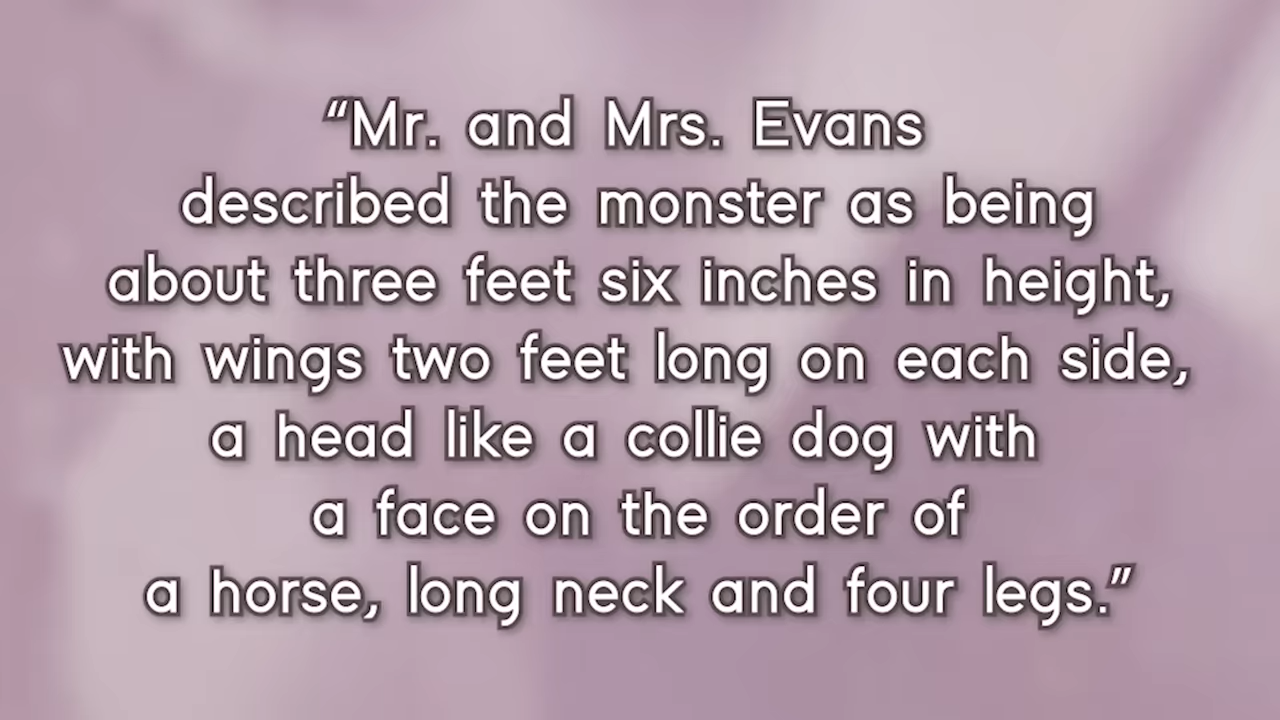 “Mr. and Mrs. Evans
described the monster as being
about three feet six inches in height,
with wings two feet long on each side,
a head like a collie dog with
a face on the order of
a horse, long neck and four legs.”